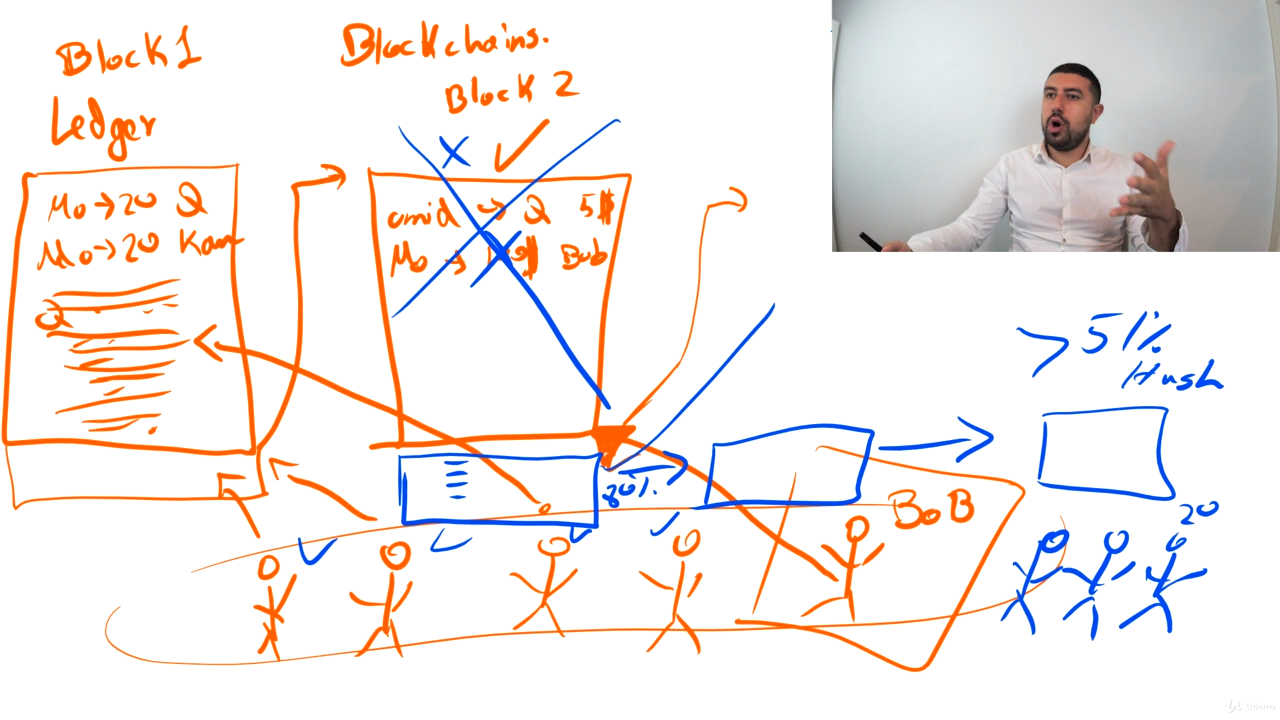 Block 1
Ledger
Mo → 20 Q
Mo → 20 Kam
Q
Blockchains.
Block 2
omid → Q 5$
Mo → Bob
80%
BoB
> 51%
Hash
20